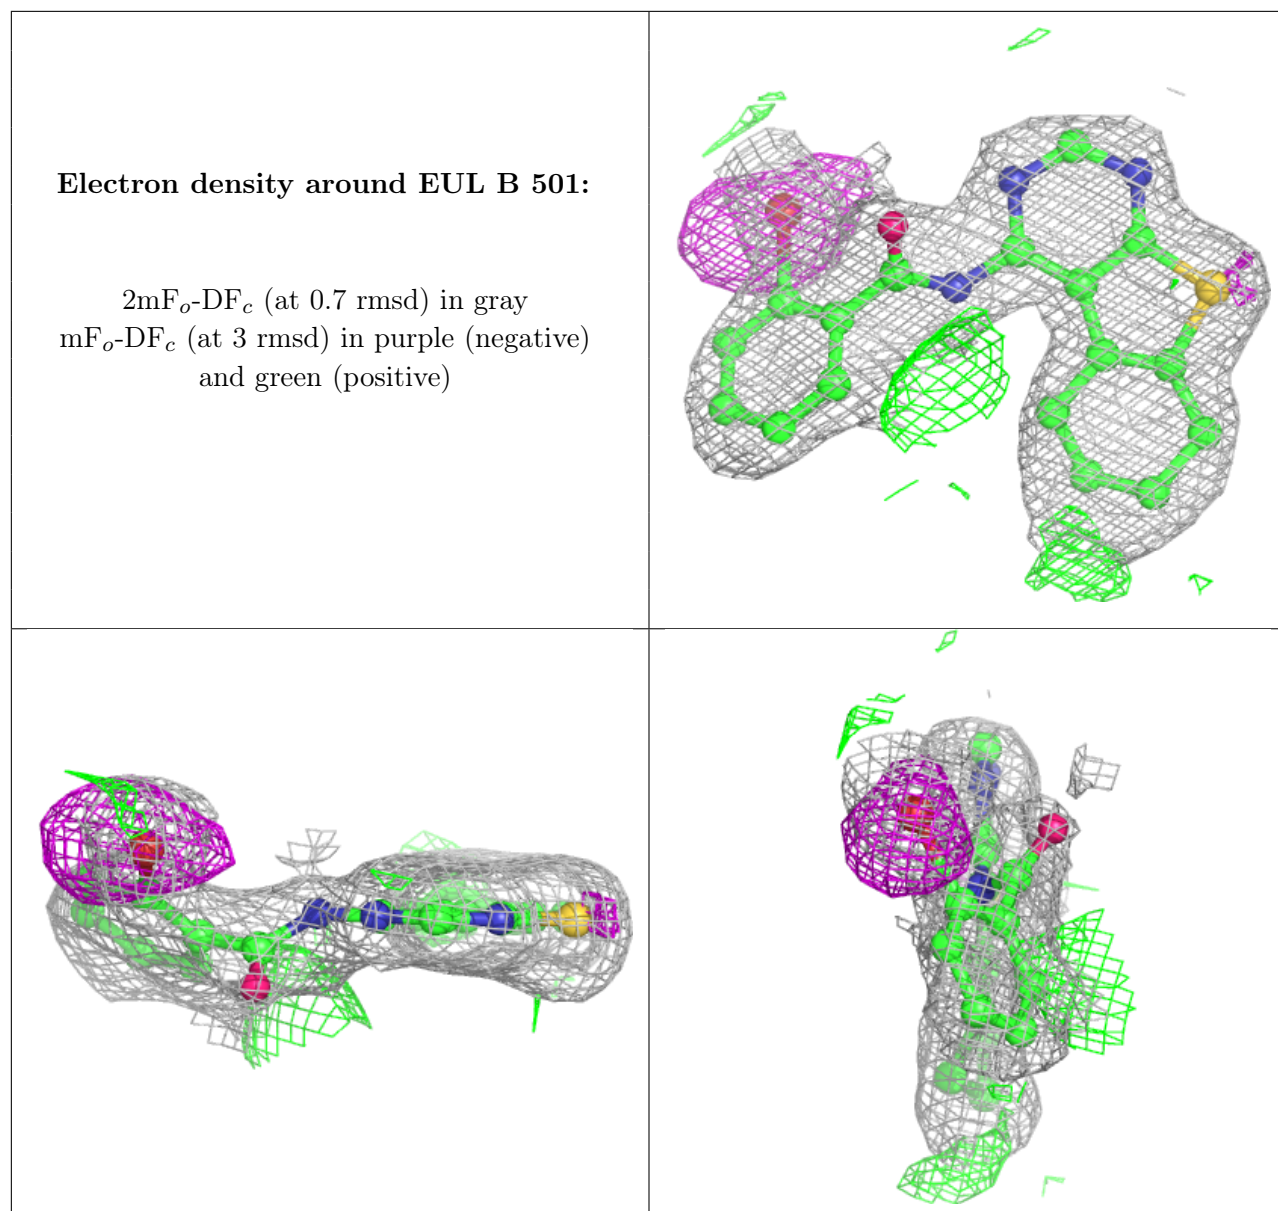 Electron density around EUL B 501:
2mFₒ-DF𝒸 (at 0.7 rmsd) in gray
mFₒ-DF𝒸 (at 3 rmsd) in purple (negative)
and green (positive)